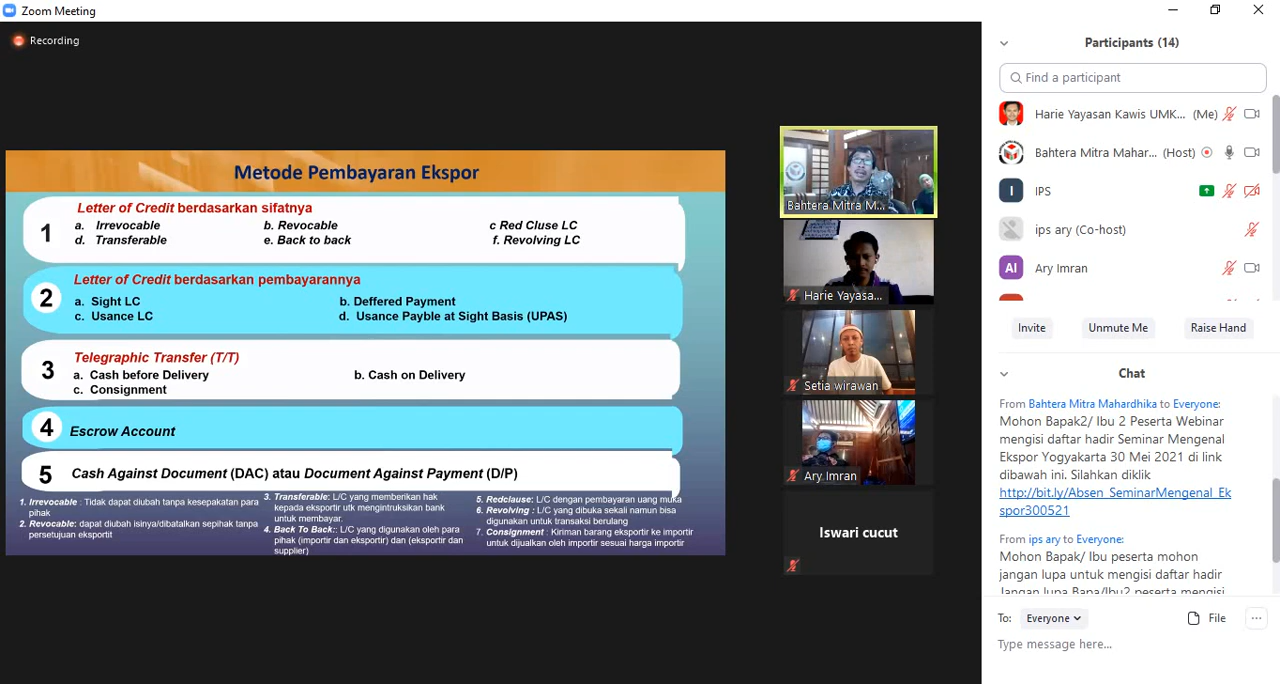 Zoom Meeting
Recording
Metode Pembayaran Ekspor
1
Letter of Credit berdasarkan sifatnya
a. Irrevocable b. Revocable c Red Cluse LC
d. Transferable e. Back to back f. Revolving LC
2
Letter of Credit berdasarkan pembayarannya
a. Sight LC b. Deffered Payment
c. Usance LC d. Usance Payble at Sight Basis (UPAS)
3
Telegraphic Transfer (T/T)
a. Cash before Delivery b. Cash on Delivery
c. Consignment
4
Escrow Account
5
Cash Against Document (DAC) atau Document Against Payment (D/P)
1. Irrevocable : Tidak dapat diubah tanpa kesepakatan para
pihak
2. Revocable: dapat diubah isinya/dibatalkan sepihak tanpa
persetujuan eksportit
3. Transferable: L/C yang memberikan hak
kepada eksportir utk mengintruksikan bank
untuk membayar.
4. Back To Back:: L/C yang digunakan oleh para
pihak (importir dan eksportir) dan (eksportir dan
supplier)
5. Redclause: L/C dengan pembayaran uang muka
6. Revolving : L/C yang dibuka sekali namun bisa
digunakan untuk transaksi berulang
7. Consignment : Kiriman barang eksportir ke importir
untuk dijualkan oleh importir sesuai harga importir
Bahtera Mitra M...
Harie Yayasa...
Setia wirawan
Ary Imran
Iswari cucut
Participants (14)
Find a participant
Harie Yayasan Kawis UMK... (Me)
Bahtera Mitra Mahar... (Host)
I IPS
ips ary (Co-host)
AI Ary Imran
Invite Unmute Me Raise Hand
Chat
From Bahtera Mitra Mahardhika to Everyone:
Mohon Bapak2/ Ibu 2 Peserta Webinar
mengisi daftar hadir Seminar Mengenal
Ekspor Yogyakarta 30 Mei 2021 di link
dibawah ini. Silahkan diklik
http://bit.ly/Absen_SeminarMengenal_Ek
spor300521
From ips ary to Everyone:
Mohon Bapak/ Ibu peserta mohon
jangan lupa untuk mengisi daftar hadir
Jangan lupa Bapa/Ibu2 peserta mengisi
To: Everyone File ...
Type message here...